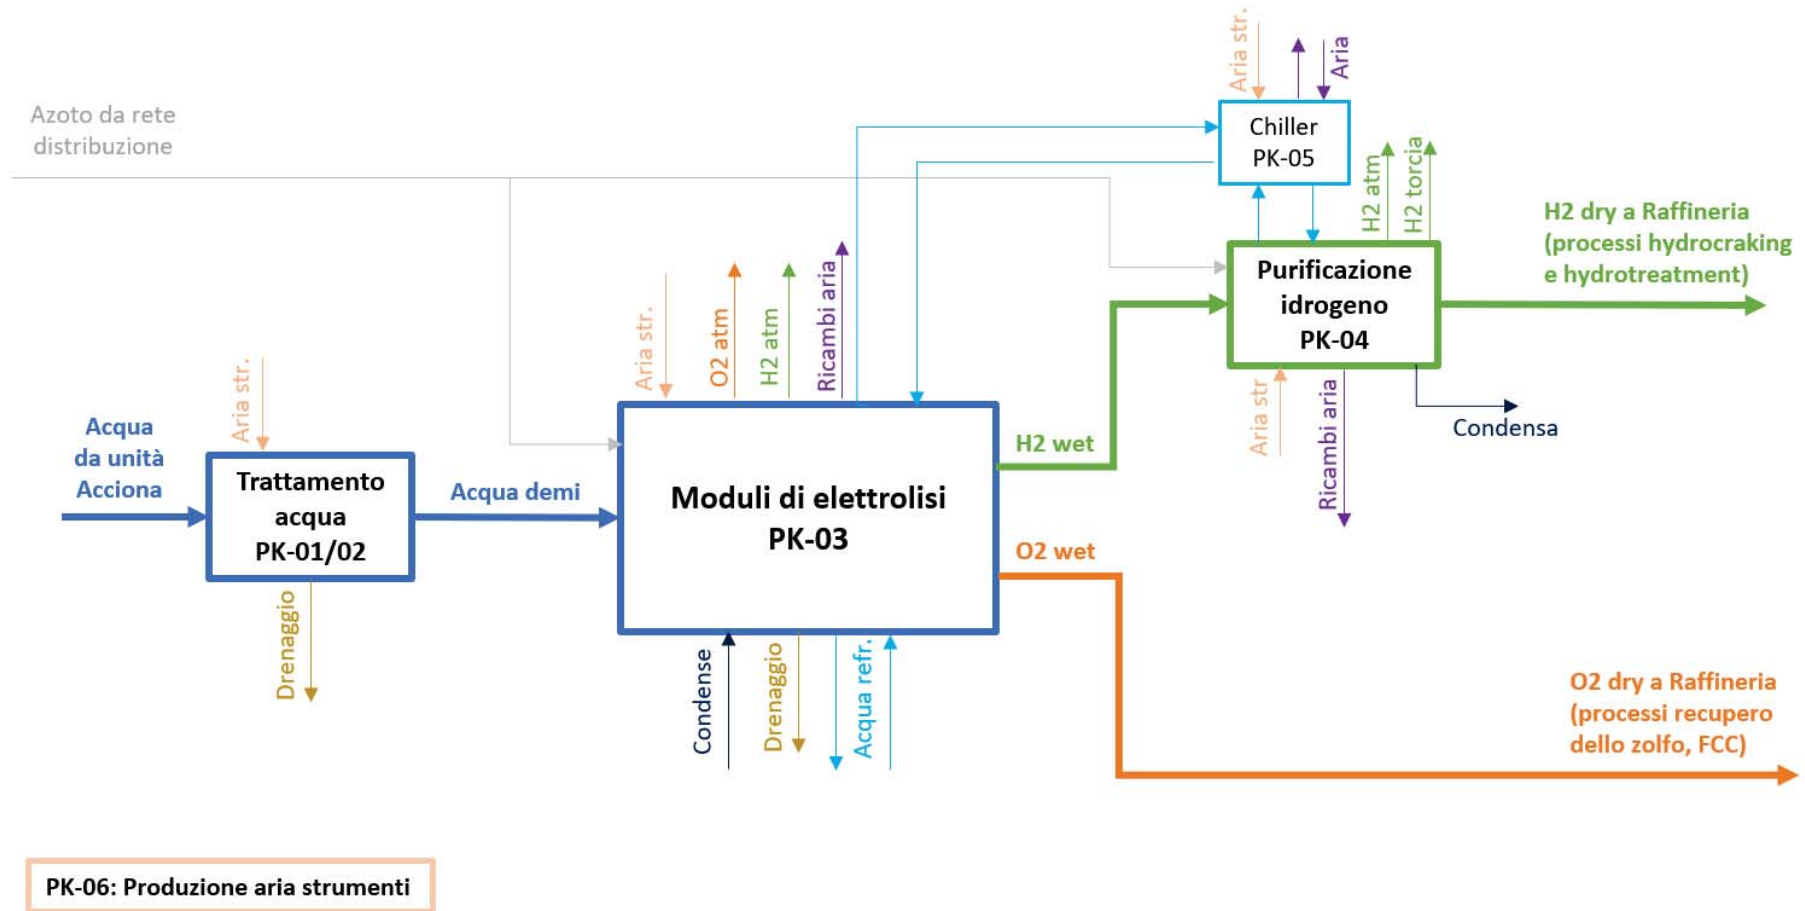 Aria str.
Aria
Azoto da rete
distribuzione
Chiller
PK-05
H2 atm
H2 torcia
H2 dry a Raffineria
(processi hydrocraking
e hydrotreatment)
Purificazione
idrogeno
PK-04
Aria str.
O2 atm
H2 atm
Ricambi aria
Aria str.
Aria str
Ricambi aria
Condensa
Acqua
da unità
Acciona
Trattamento
acqua
PK-01/02
Acqua demi
Moduli di elettrolisi
PK-03
H2 wet
O2 wet
Drenaggio
Condense
Drenaggio
Acqua refr.
O2 dry a Raffineria
(processi recupero
dello zolfo, FCC)
PK-06: Produzione aria strumenti